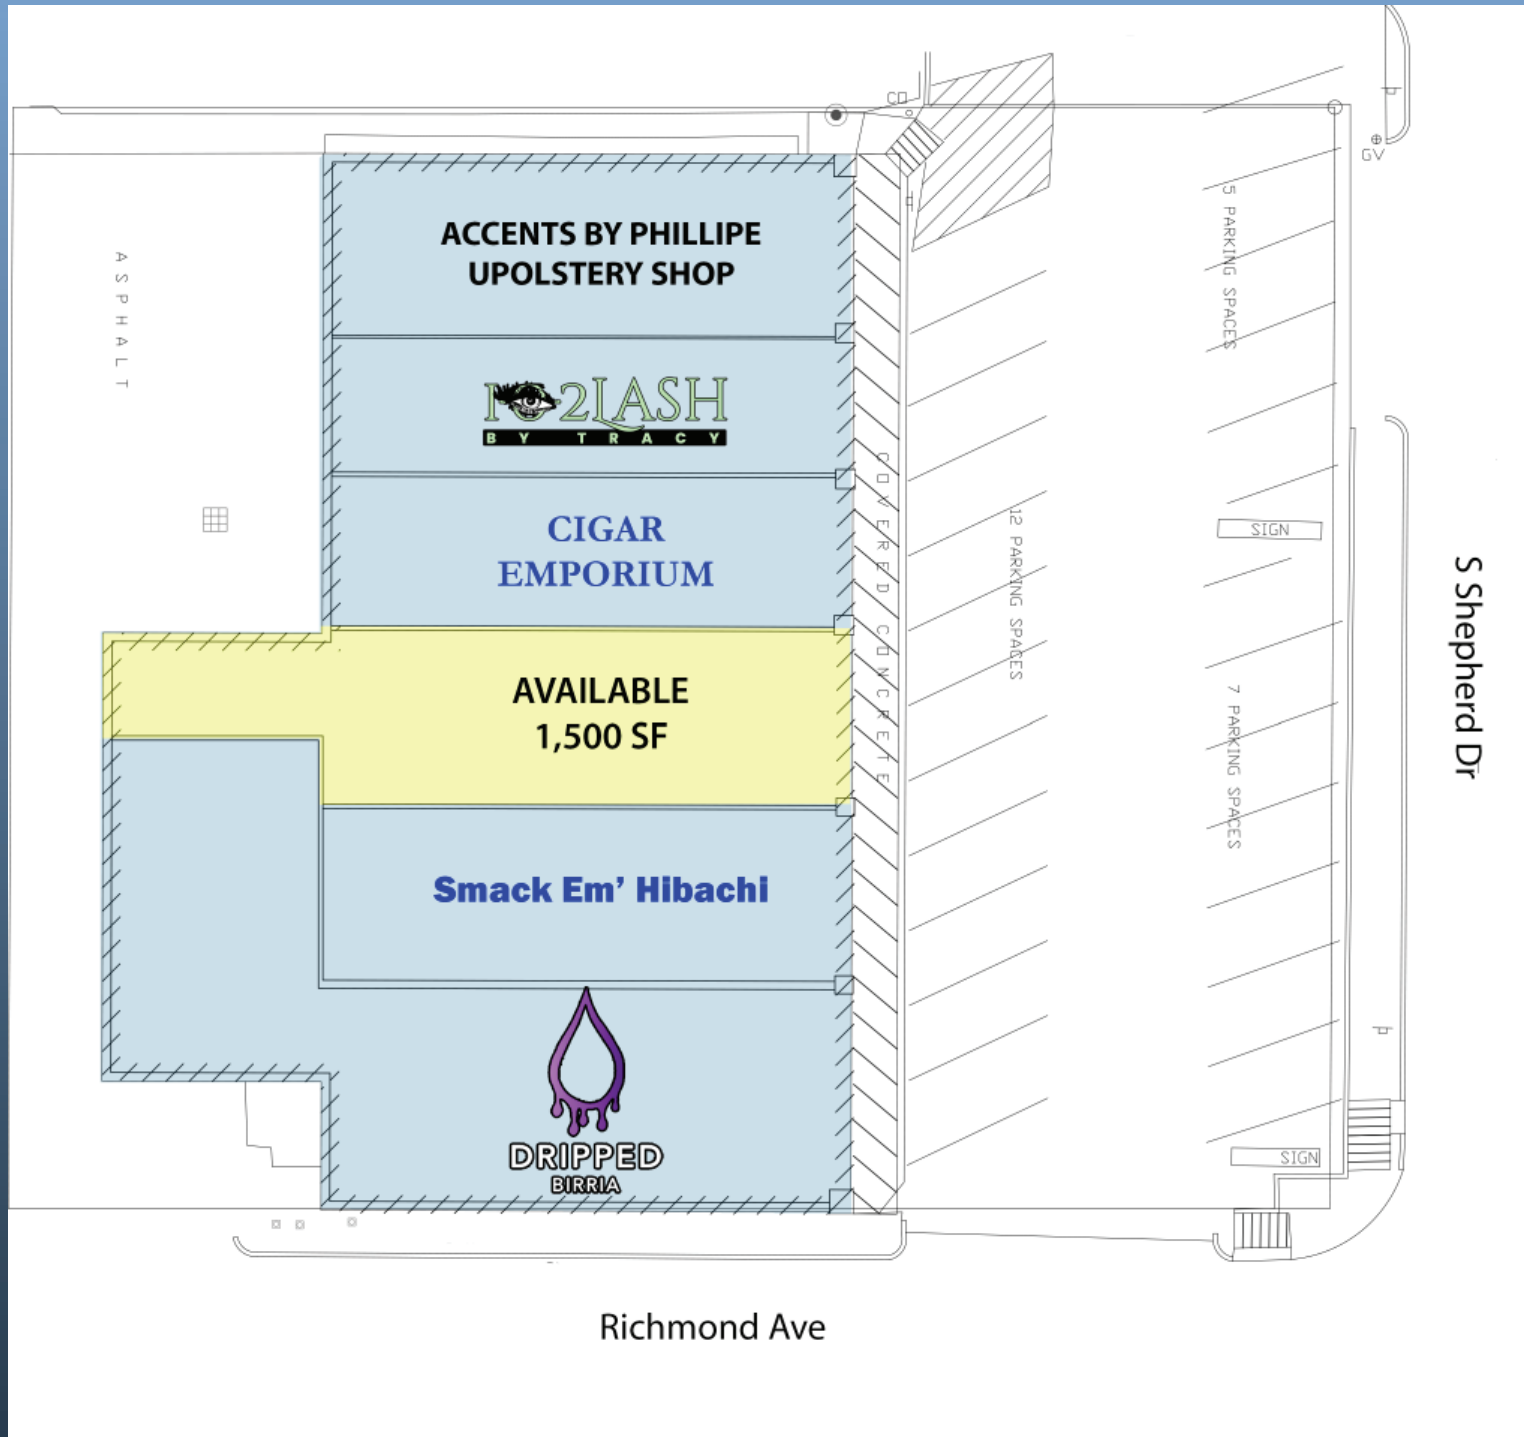 CO
GV
ASPHALT
ACCENTS BY PHILLIPE
UPOLSTERY SHOP
5 PARKING SPACES
2LASH
BY TRACY
CIGAR
EMPORIUM
COVERED CONCRETE
12 PARKING SPACES
SIGN
S Shepherd Dr
AVAILABLE
1,500 SF
7 PARKING SPACES
Smack Em’ Hibachi
DRIPPED
BIRRIA
SIGN
Richmond Ave